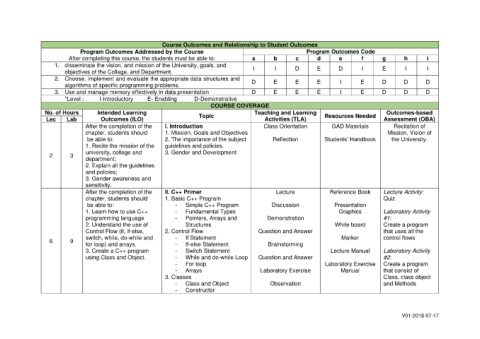 Course Outcomes and Relationship to Student Outcomes
Program Outcomes Addressed by the Course Program Outcomes Code
After completing this course, the students must be able to: a b c d e f g h i
1. disseminate the vision, and mission of the University, goals, and objectives of the College, and Department. I I D E D I E I I
2. Choose, implement and evaluate the appropriate data structures and algorithms of specific programming problems. D E E E I E D D D
3. Use and manage memory effectively in data presentation D E E E I E D D D
*Level : I-Introductory E- Enabling D-Demonstrative
COURSE COVERAGE
No. of Hours Intended Learning Outcomes (ILO) Topic Teaching and Learning Activities (TLA) Resources Needed Outcomes-based Assessment (OBA)
Lec Lab
2 3
After the completion of the
chapter, students should
be able to:
1. Recite the mission of the
university, college and
department;
2. Explain all the guidelines
and policies;
3. Gender awareness and
sensitivity.
I. Introduction
1. Mission, Goals and Objectives
2. The importance of the subject
guidelines and policies.
3. Gender and Development
Class Orientation
Reflection
GAD Materials
Students' Handbook
Recitation of
Mission, Vision of
the University.
6 9
After the completion of the
chapter, students should
be able to:
1. Learn how to use C++
programming language
2. Understand the use of
Control Flow (If, if-else,
switch, while, do-while and
for loop) and arrays.
3. Create a C++ program
using Class and Object.
II. C++ Primer
1. Basic C++ Program
- Simple C++ Program
- Fundamental Types
- Pointers, Arrays and
Structures
2. Control Flow
- If Statement
- If-else Statement
- Switch Statement
- While and do-while Loop
- For loop
- Arrays
3. Classes
- Class and Object
- Constructor
Lecture
Discussion
Demonstration
Question and Answer
Brainstorming
Question and Answer
Laboratory Exercise
Observation
Reference Book
Presentation
Graphics
White board
Marker
Lecture Manual
Laboratory Exercise
Manual
Lecture Activity:
Quiz
Laboratory Activity
#1:
Create a program
that uses all the
control flows
Laboratory Activity
#2:
Create a program
that consist of
Class, class object
and Methods
V01-2018-07-17